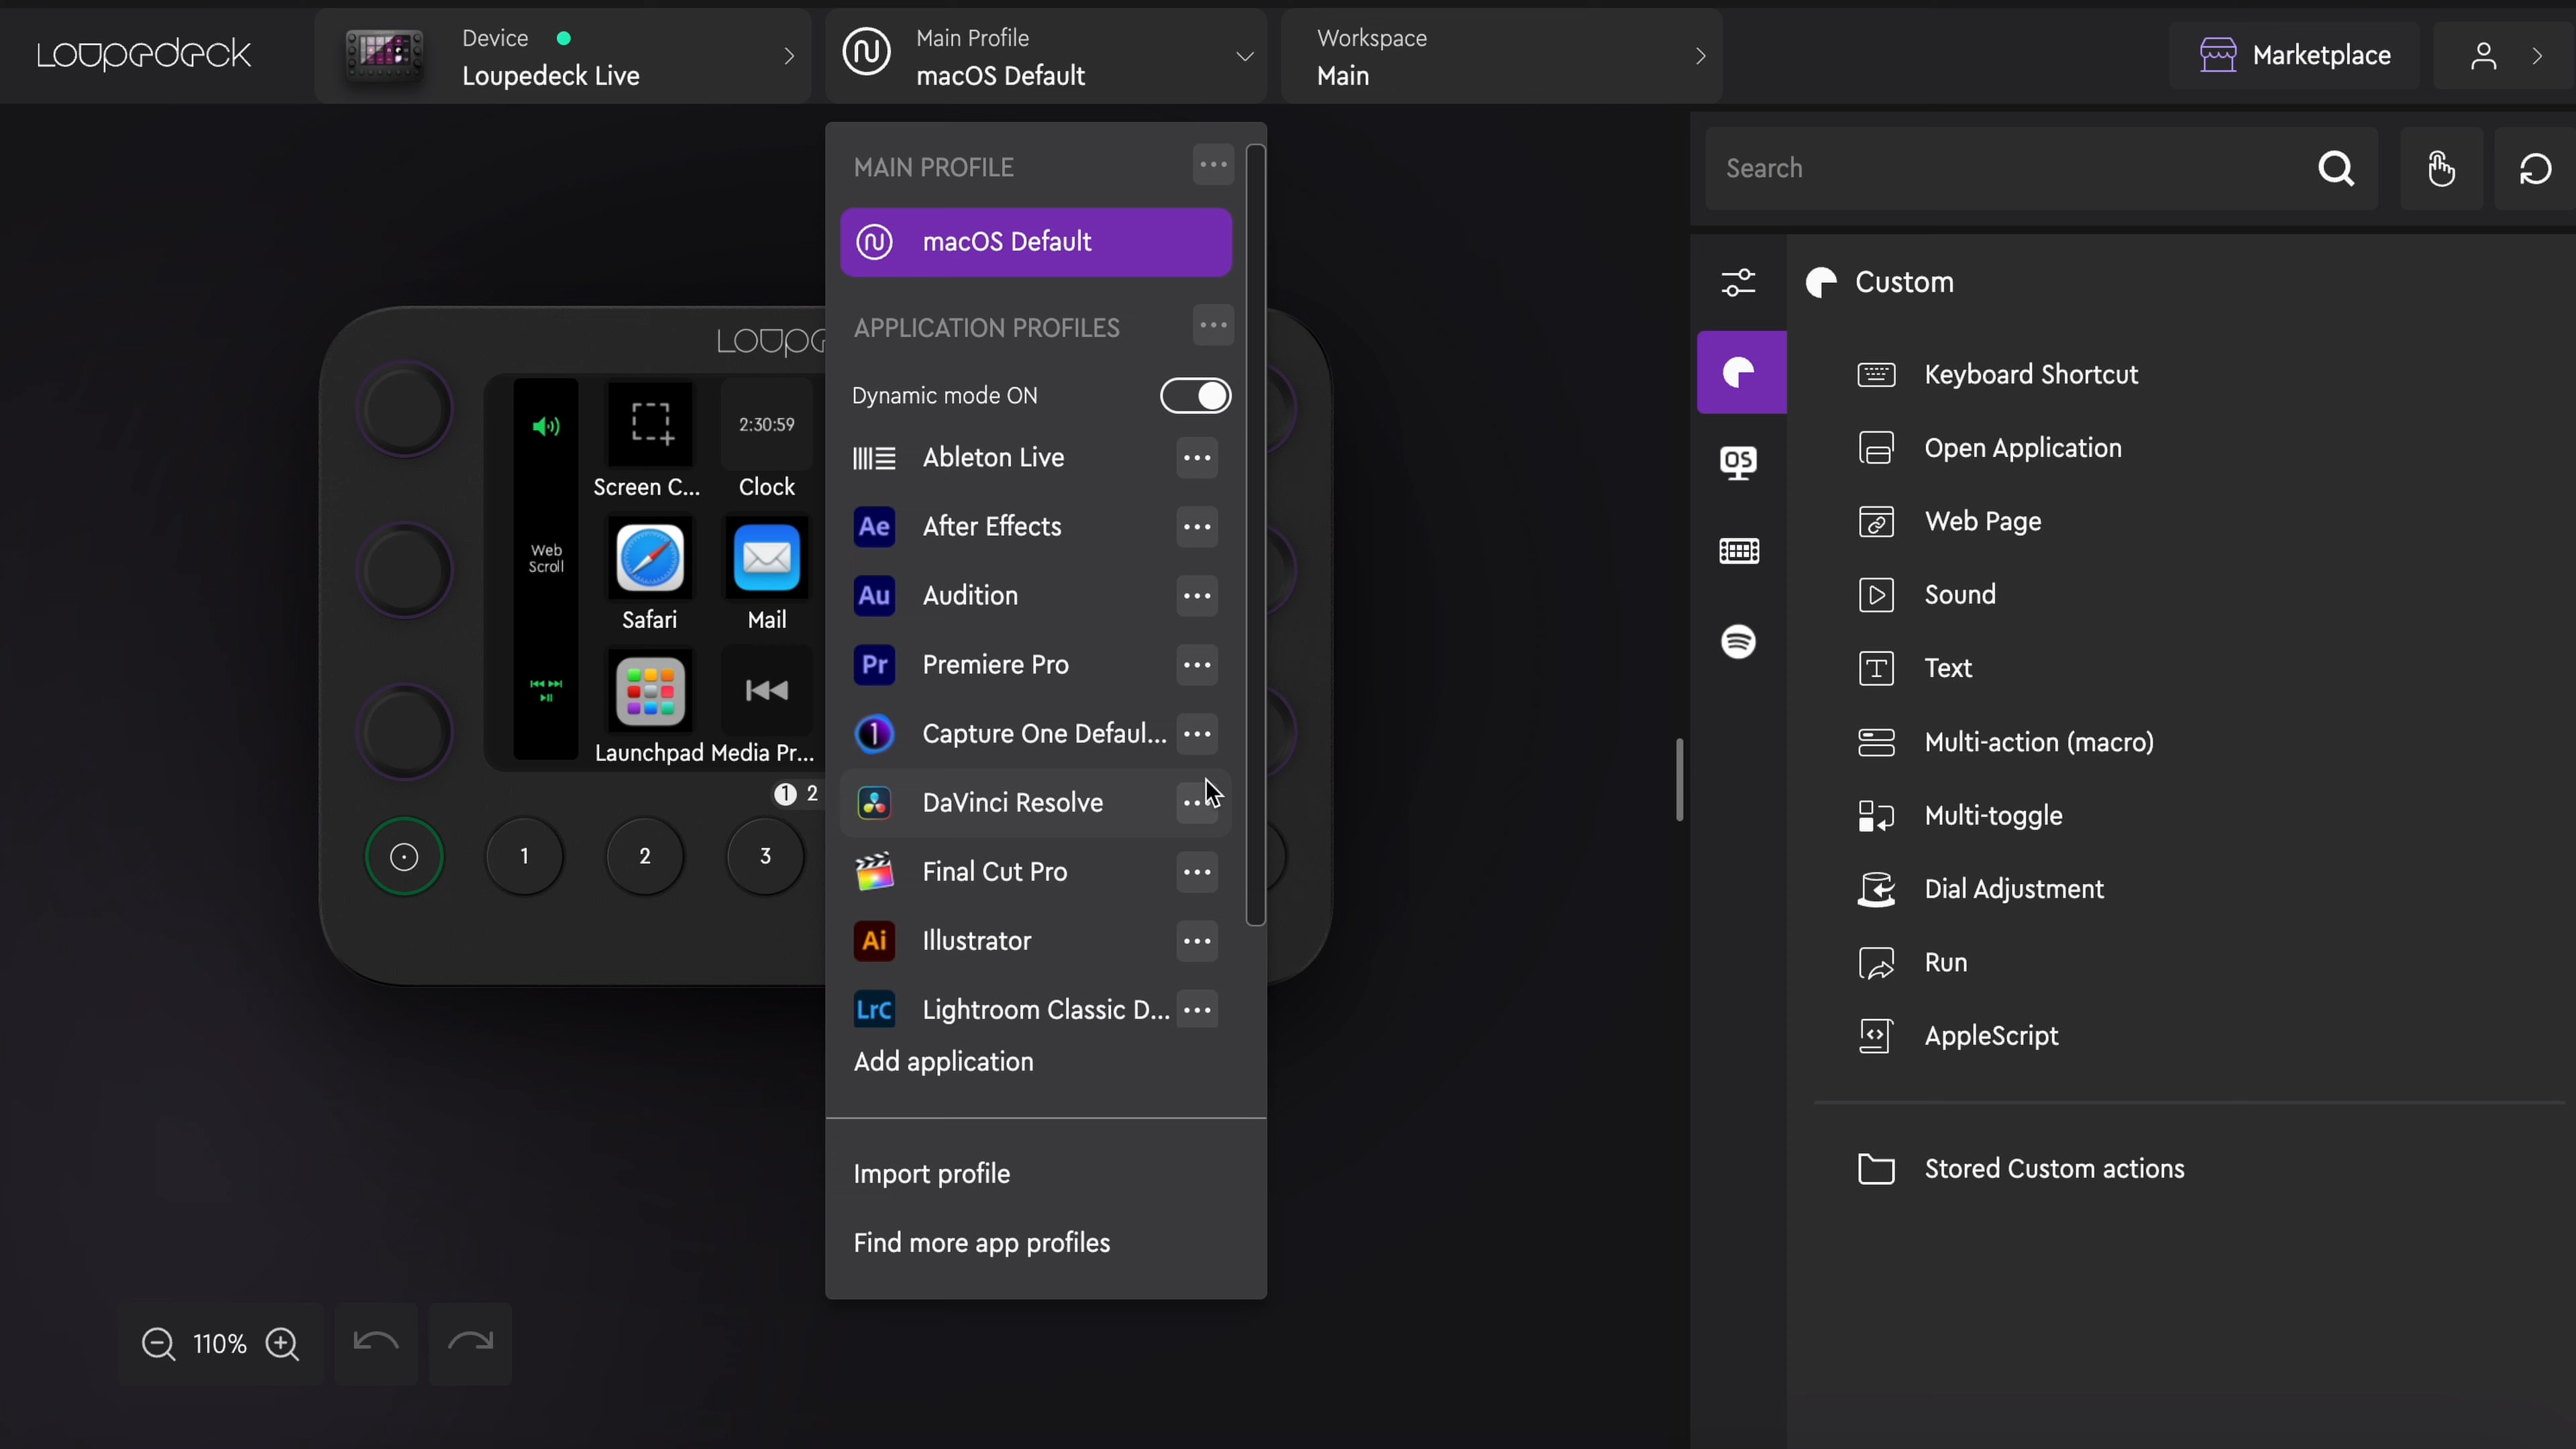 Loupedeck
Device
Loupedeck Live
Main Profile
macOS Default
Workspace
Main
Marketplace
MAIN PROFILE
macOS Default
APPLICATION PROFILES
Dynamic mode ON
Ableton Live
Ae After Effects
Au Audition
Pr Premiere Pro
1 Capture One Defaul...
DaVinci Resolve
Final Cut Pro
Ai Illustrator
LrC Lightroom Classic D...
Add application
Import profile
Find more app profiles
2:30:59
Screen C... Clock
Web
Scroll
Safari Mail
Launchpad Media Pr...
1 2
1 2 3
110%
Search
Custom
OS
Keyboard Shortcut
Open Application
Web Page
Sound
T Text
Multi-action (macro)
Multi-toggle
Dial Adjustment
Run
AppleScript
Stored Custom actions